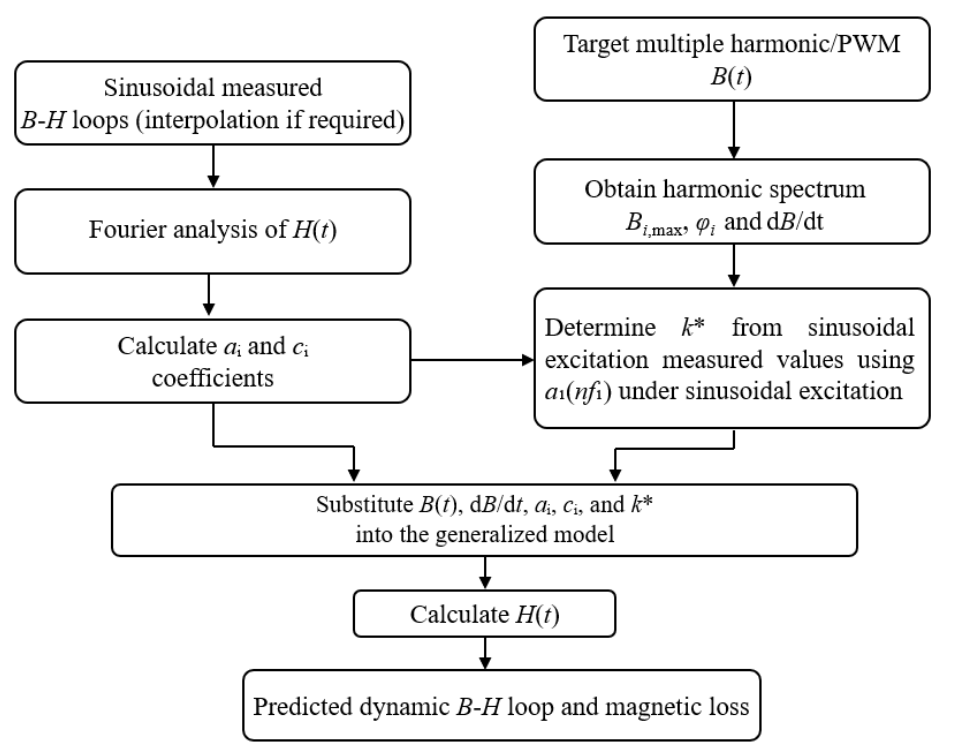 Sinusoidal measured
B-H loops (interpolation if required)
Fourier analysis of H(t)
Calculate aᵢ and cᵢ
coefficients
Target multiple harmonic/PWM
B(t)
Obtain harmonic spectrum
Bᵢ,max, φᵢ and dB/dt
Determine k* from sinusoidal
excitation measured values using
a₁(nf₁) under sinusoidal excitation
Substitute B(t), dB/dt, aᵢ, cᵢ, and k*
into the generalized model
Calculate H(t)
Predicted dynamic B-H loop and magnetic loss